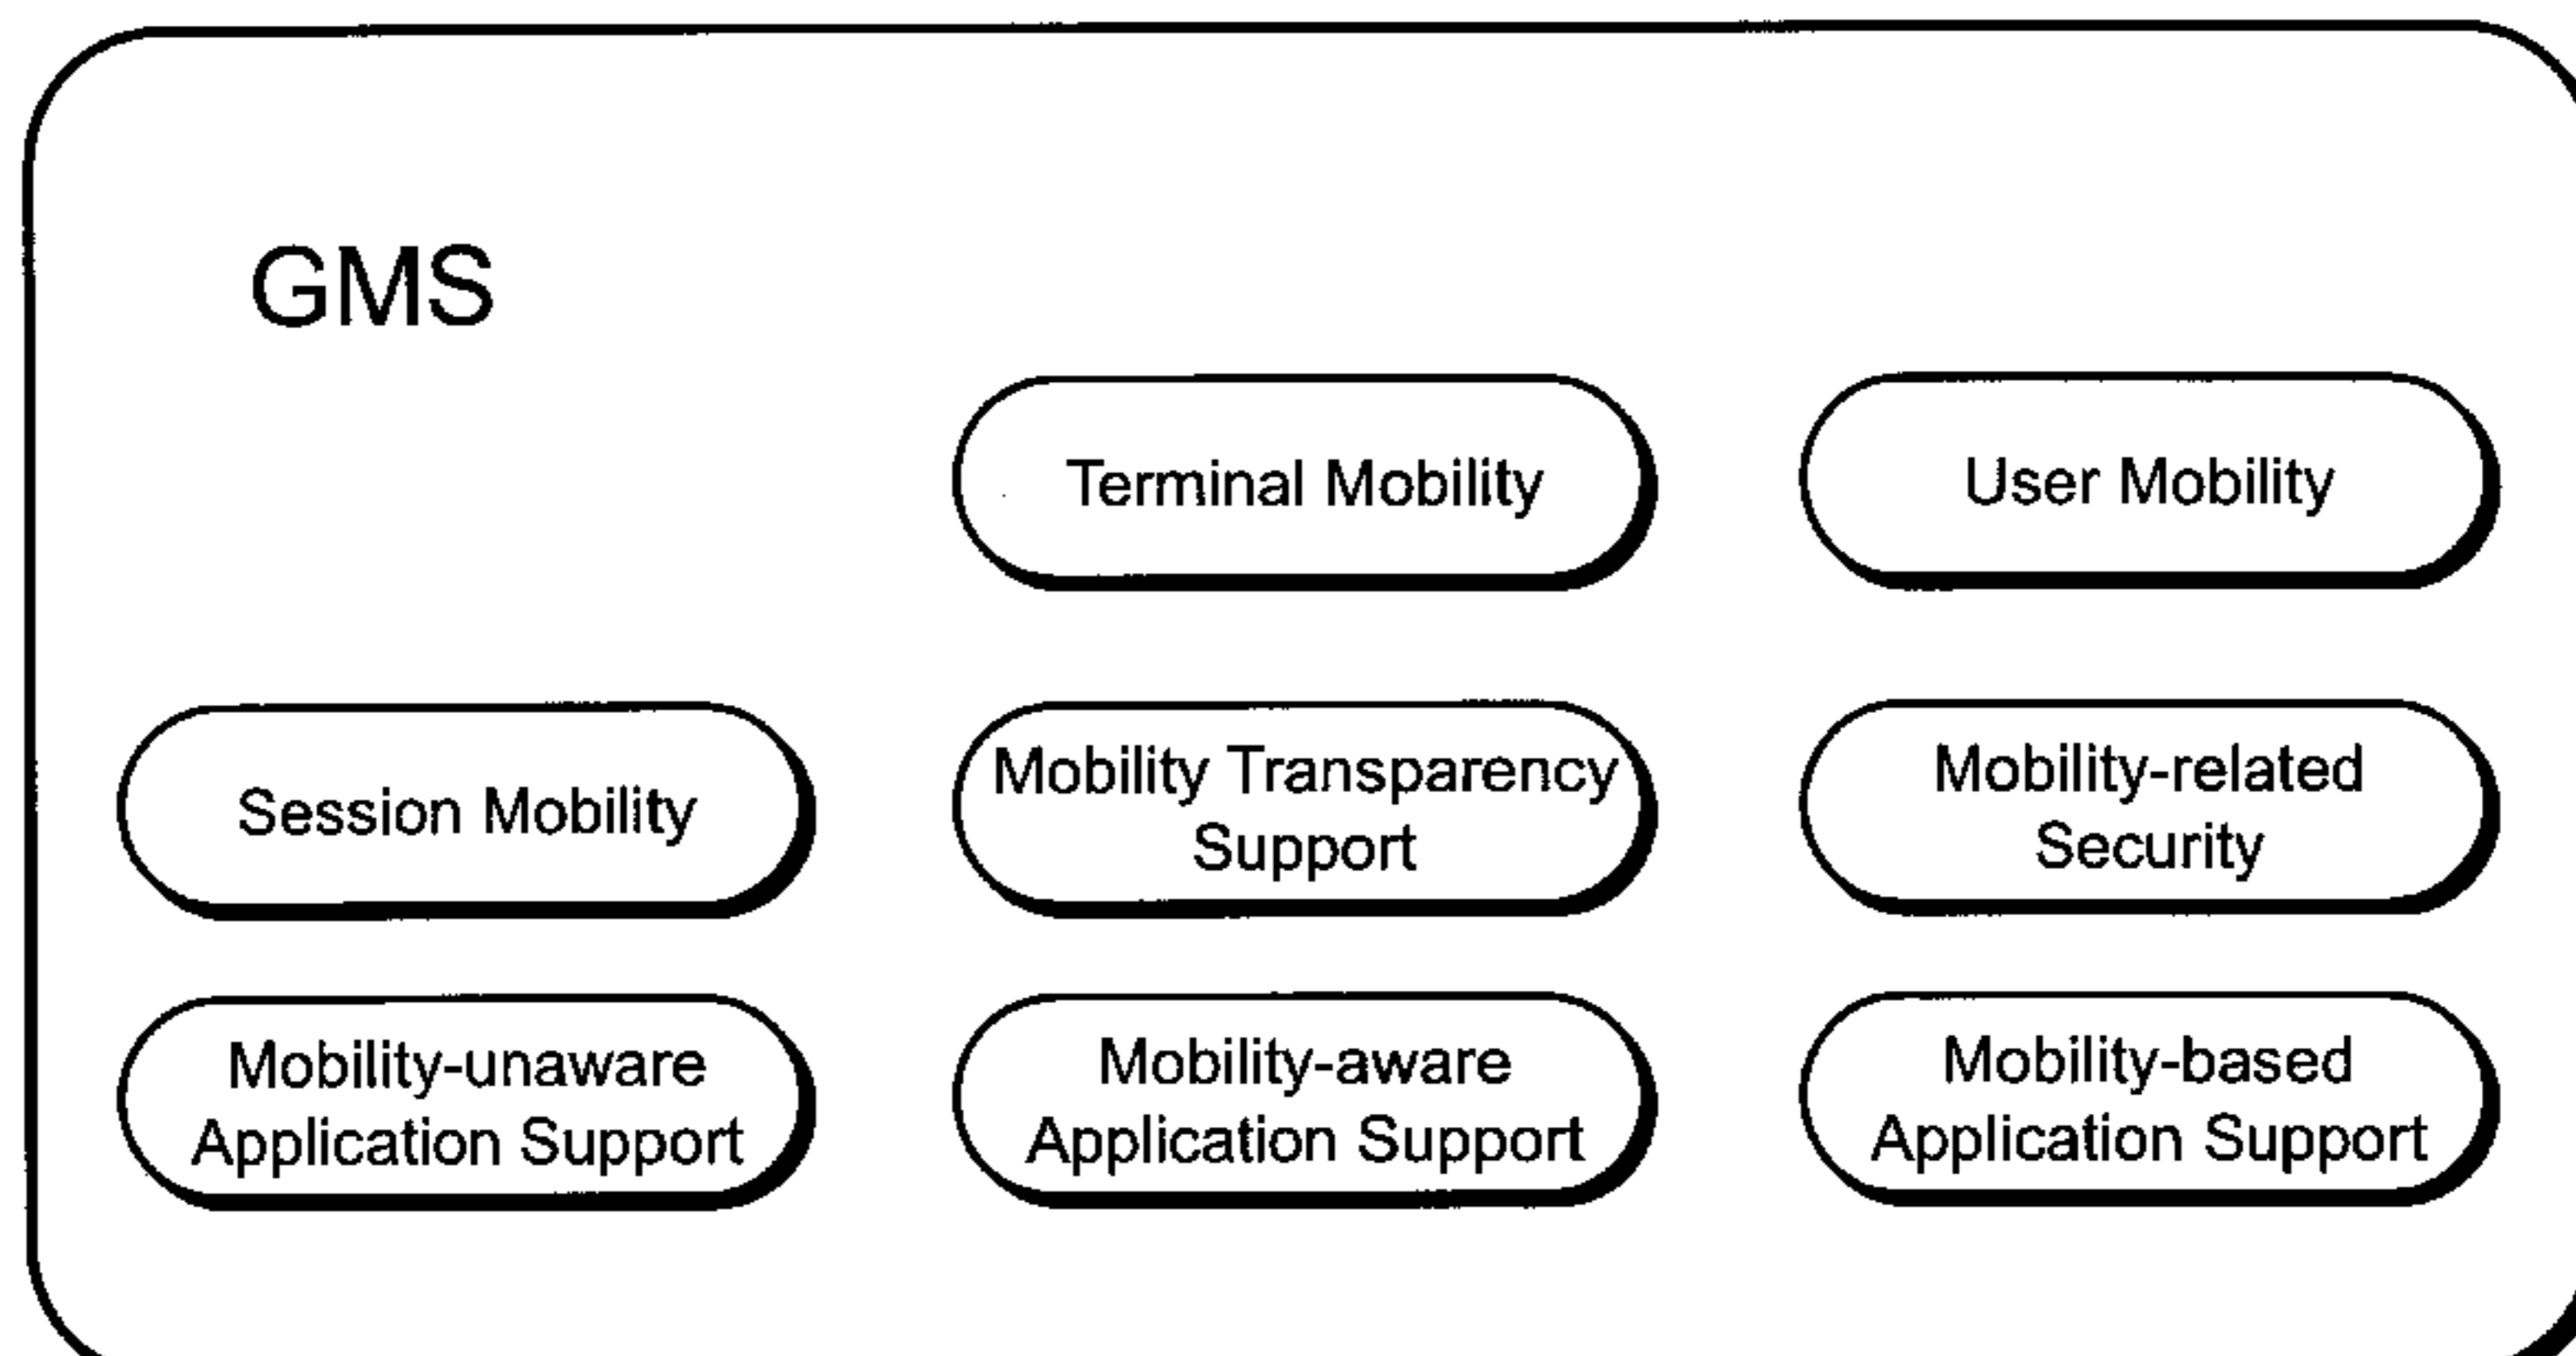 GMS
Terminal Mobility
User Mobility
Session Mobility
Mobility Transparency
Support
Mobility-related
Security
Mobility-unaware
Application Support
Mobility-aware
Application Support
Mobility-based
Application Support